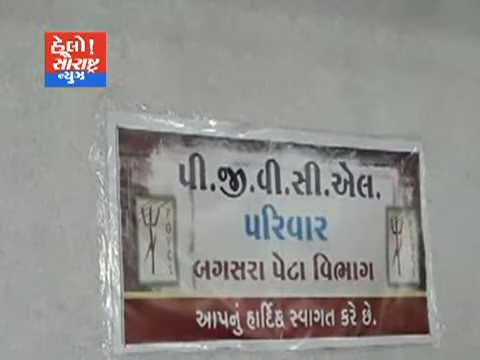 હેલો!
સૌરાષ્ટ્ર
ન્યુઝ
પી.જી.વી.સી.એલ.
પરિવાર
બગસરા પેટા વિભાગ
આપનું હાર્દિક સ્વાગત કરે છે.